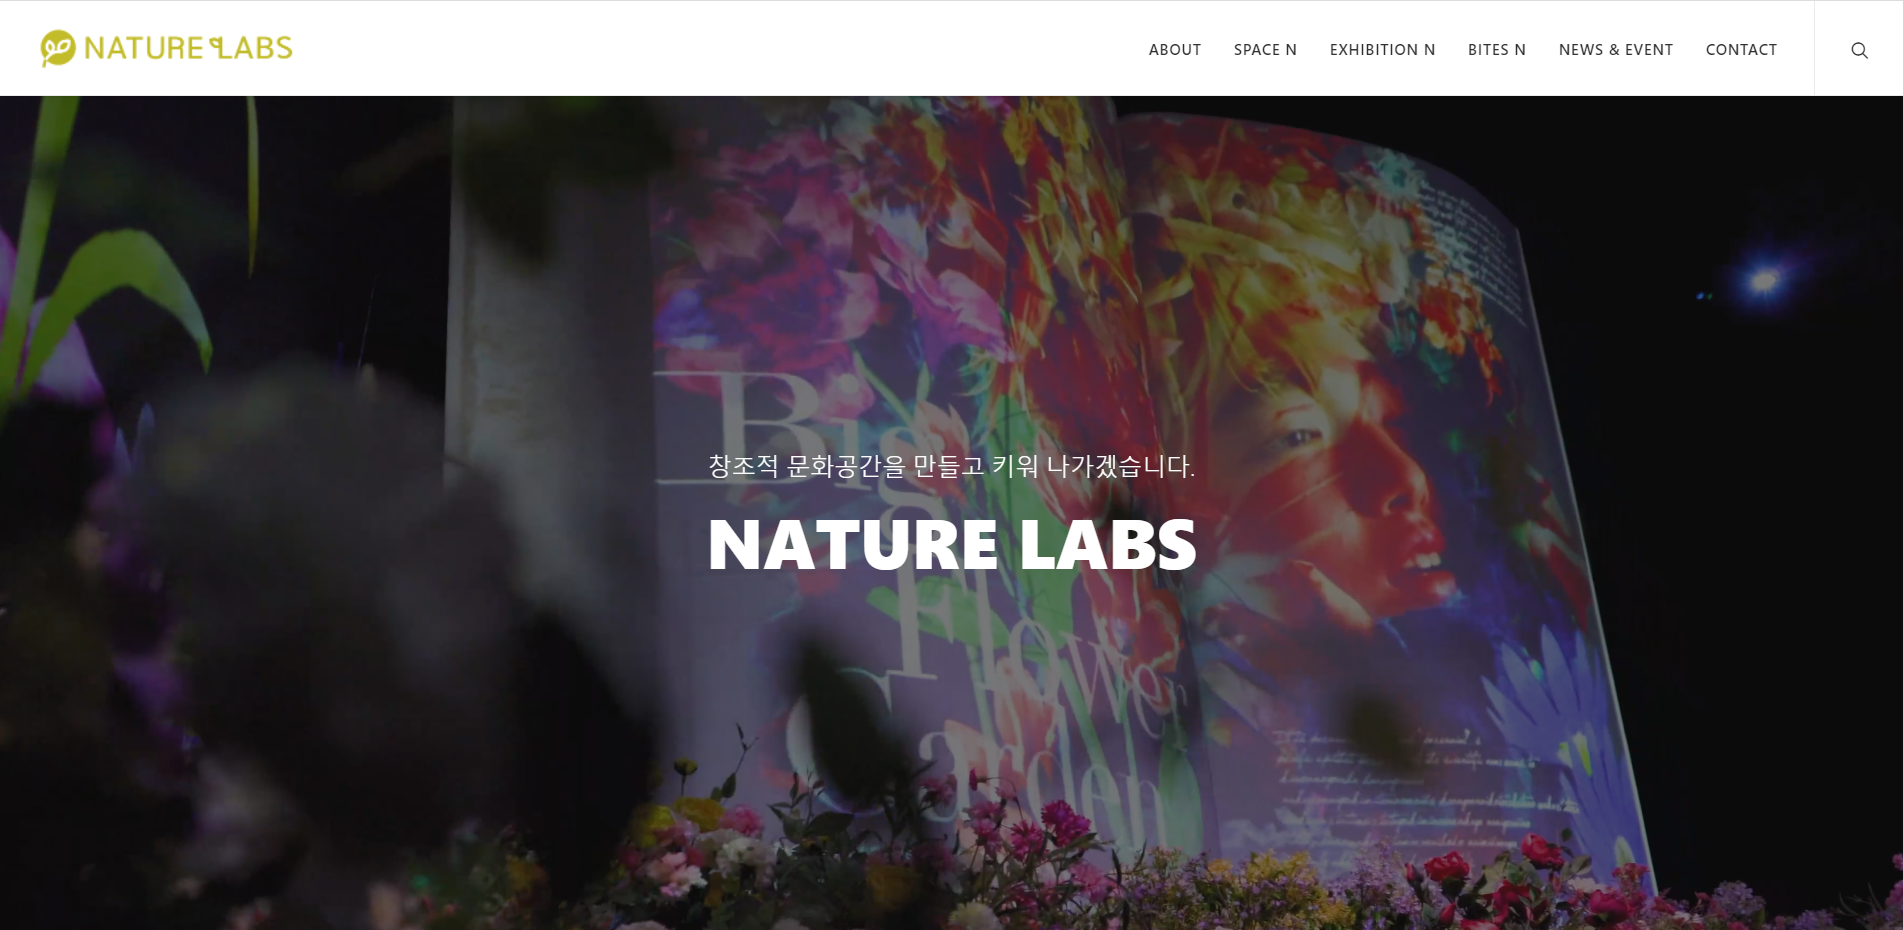 NATURE LABS
ABOUT SPACE N EXHIBITION N BITES N NEWS & EVENT CONTACT
창조적 문화공간을 만들고 키워 나가겠습니다.
NATURE LABS
Big
Flower
Garden